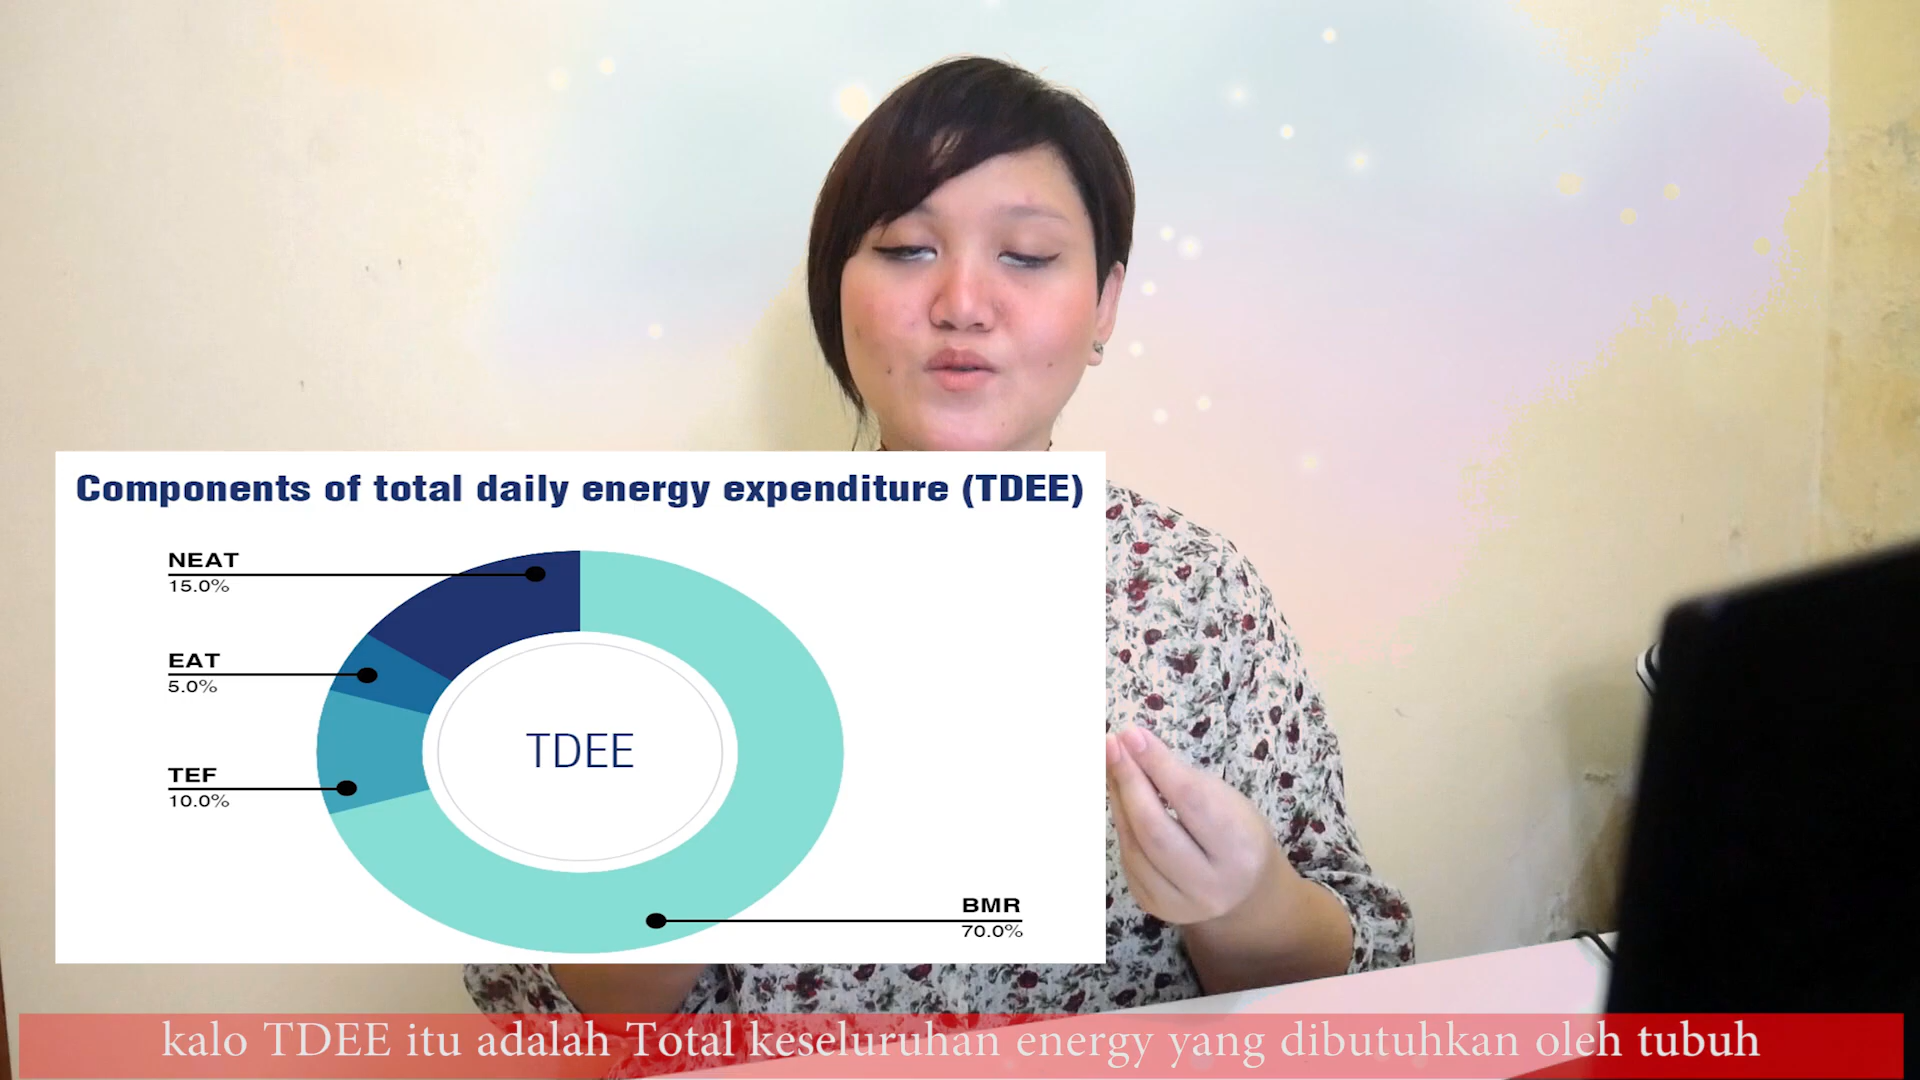 Components of total daily energy expenditure (TDEE)
NEAT
15.0%
EAT
5.0%
TEF
10.0%
TDEE
BMR
70.0%
kalo TDEE itu adalah Total keseluruhan energy yang dibutuhkan oleh tubuh